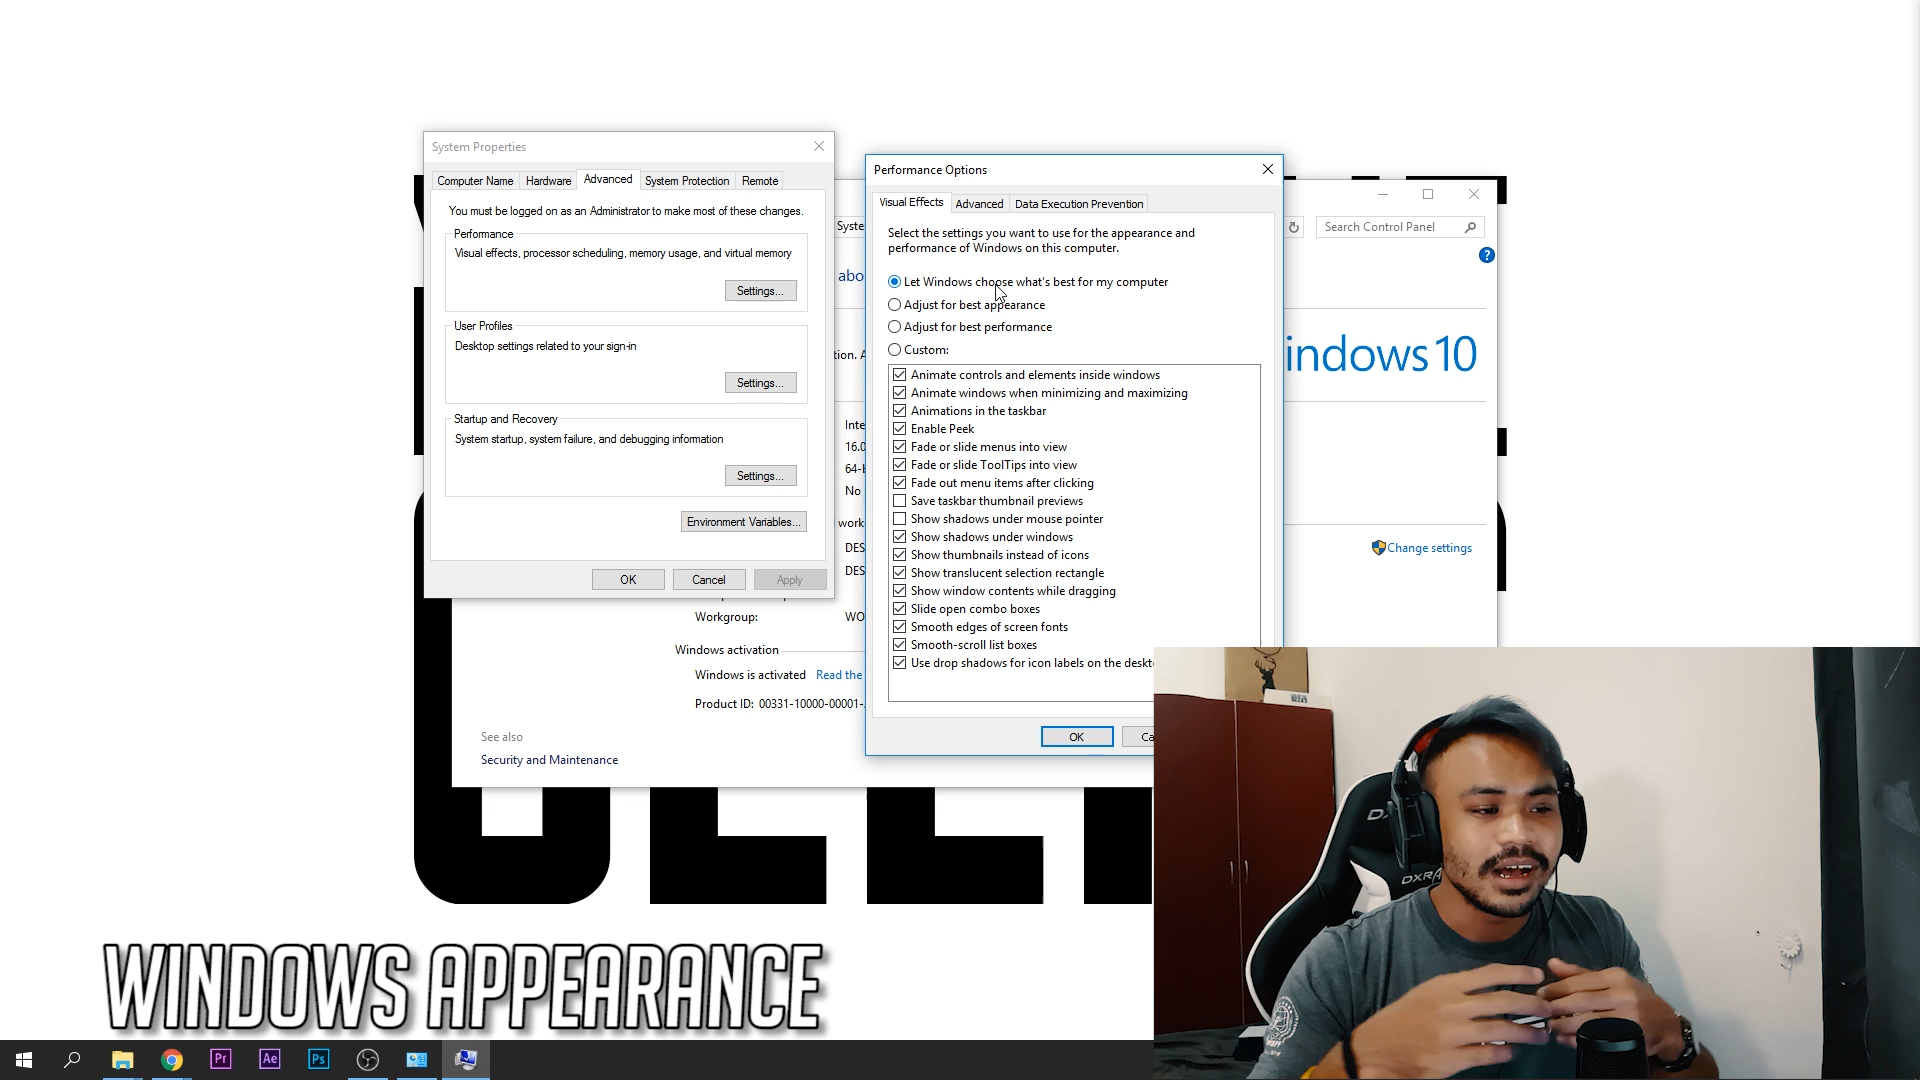 System Properties
Computer Name
Hardware
Advanced
System Protection
Remote
You must be logged on as an Administrator to make most of these changes.
Performance
Visual effects, processor scheduling, memory usage, and virtual memory
Settings...
User Profiles
Desktop settings related to your sign-in
Settings...
Startup and Recovery
System startup, system failure, and debugging information
Settings...
Environment Variables...
OK
Cancel
Apply
Performance Options
Visual Effects
Advanced
Data Execution Prevention
Select the settings you want to use for the appearance and
performance of Windows on this computer.
Let Windows choose what's best for my computer
Adjust for best appearance
Adjust for best performance
Custom:
Animate controls and elements inside windows
Animate windows when minimizing and maximizing
Animations in the taskbar
Enable Peek
Fade or slide menus into view
Fade or slide ToolTips into view
Fade out menu items after clicking
Save taskbar thumbnail previews
Show shadows under mouse pointer
Show shadows under windows
Show thumbnails instead of icons
Show translucent selection rectangle
Show window contents while dragging
Slide open combo boxes
Smooth edges of screen fonts
Smooth-scroll list boxes
Use drop shadows for icon labels on the
OK
Search Control Panel
indows 10
Change settings
Workgroup:
Windows activation
Windows is activated Read the
Product ID: 00331-10000-00001-
See also
Security and Maintenance
WINDOWS APPEARANCE
Pr
Ae
Ps